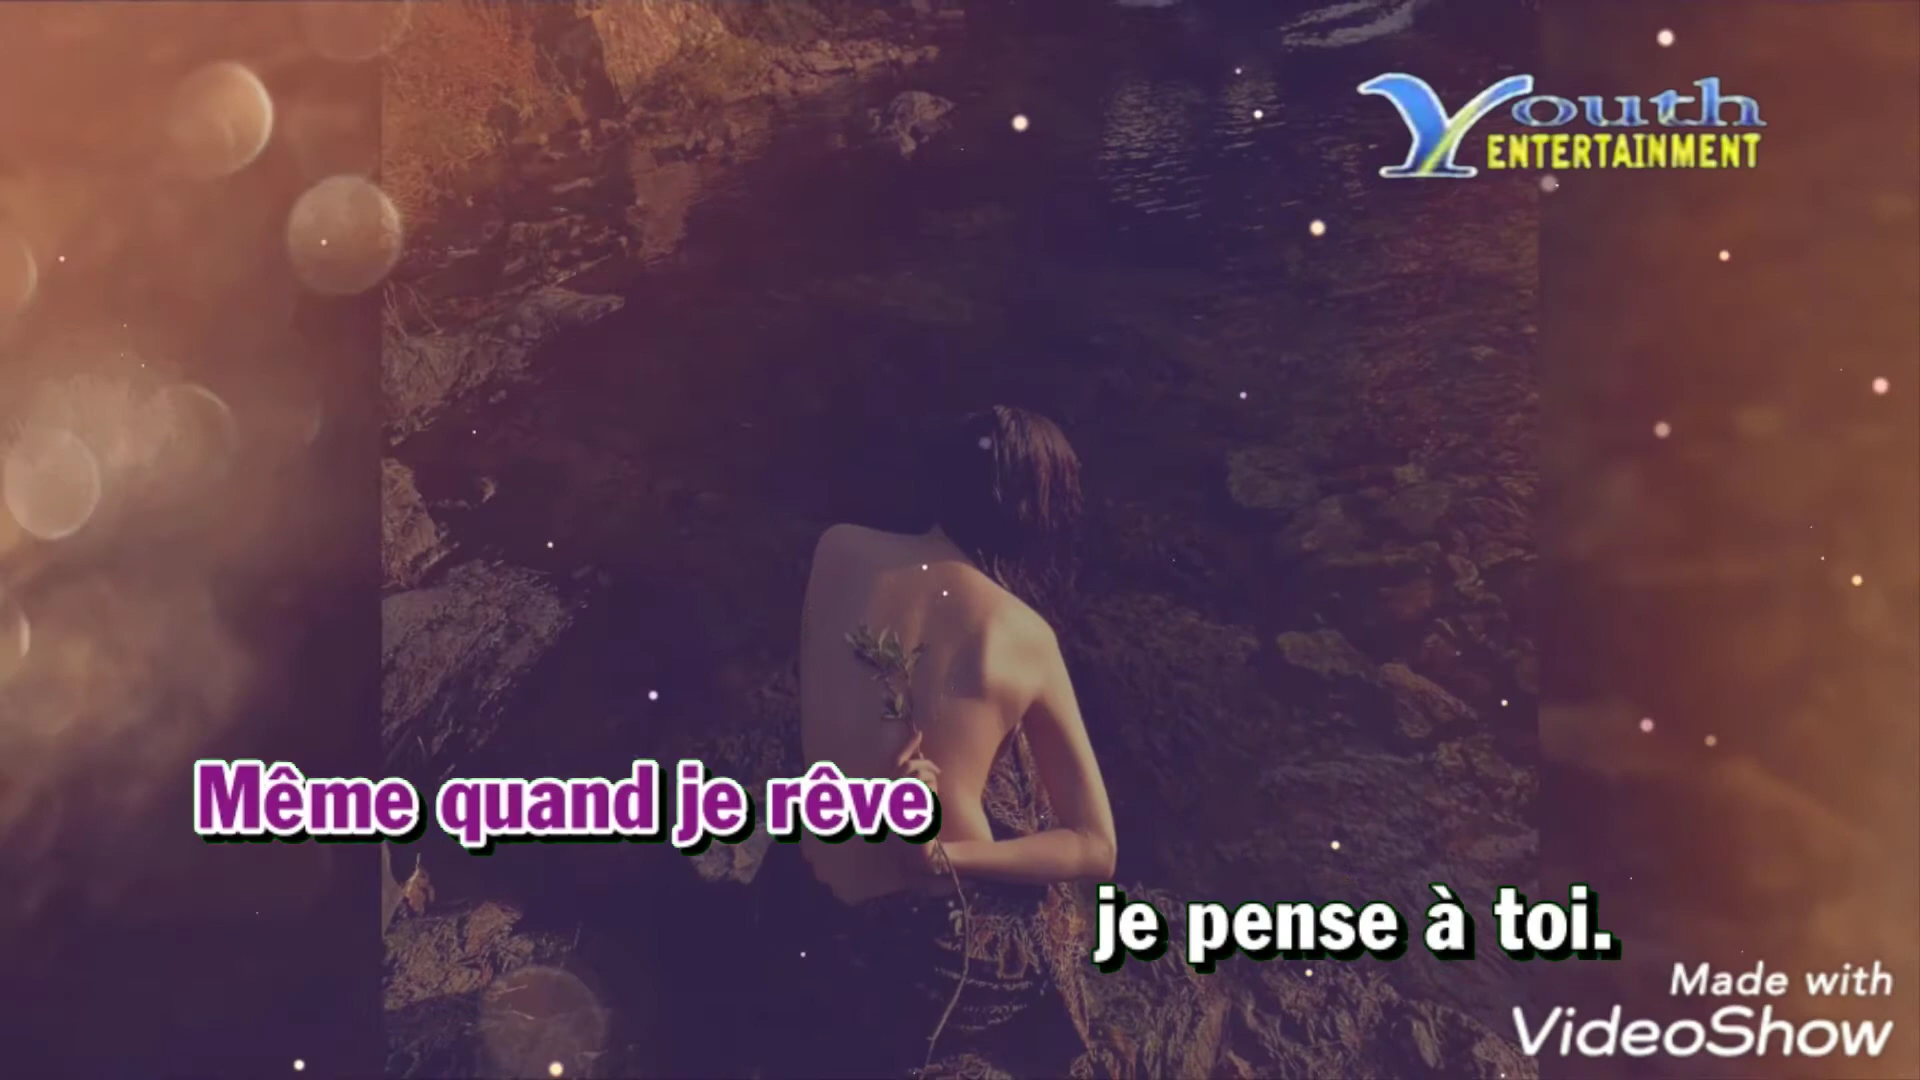 Youth
ENTERTAINMENT
Même quand je rêve
je pense à toi.
Made with
VideoShow